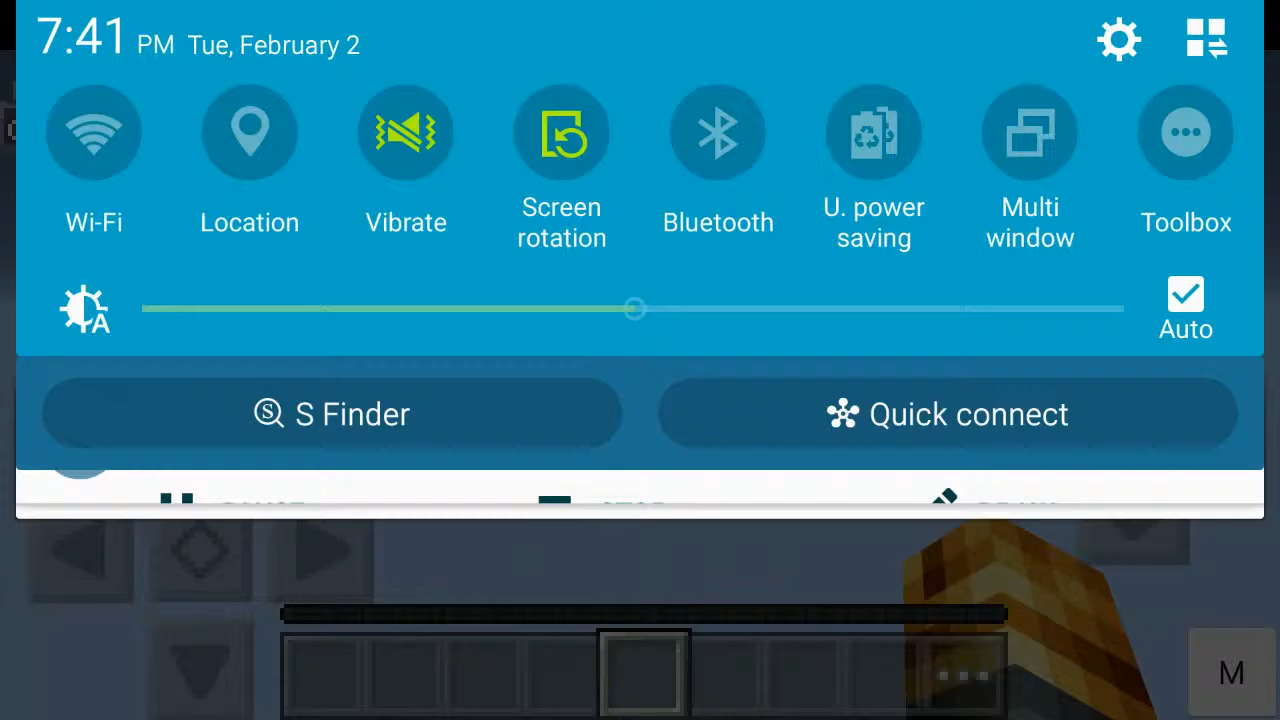 7:41 PM Tue, February 2
Wi-Fi
Location
Vibrate
Screen
rotation
Bluetooth
U. power
saving
Multi
window
Toolbox
A
Auto
S Finder
Quick connect
M